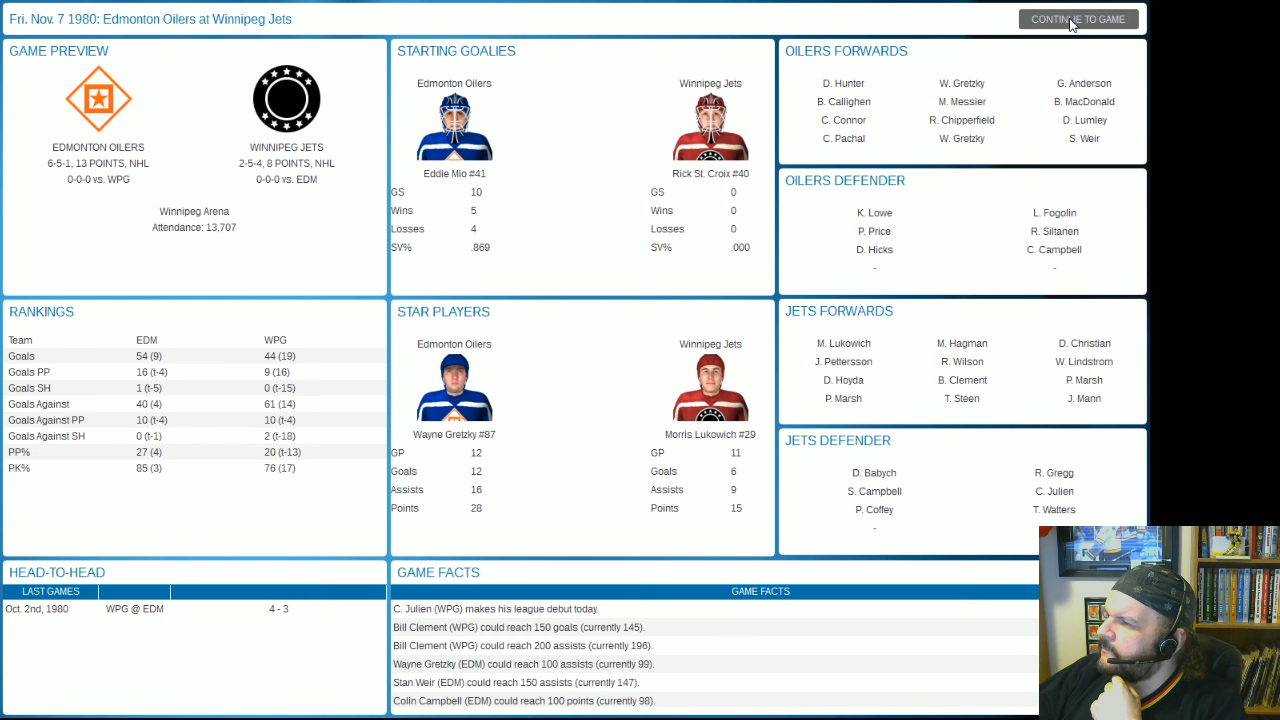 Fri. Nov. 7 1980: Edmonton Oilers at Winnipeg Jets
CONTINUE TO GAME
GAME PREVIEW
EDMONTON OILERS WINNIPEG JETS
6-5-1, 13 POINTS, NHL 2-5-4, 8 POINTS, NHL
0-0-0 vs. WPG 0-0-0 vs. EDM
Winnipeg Arena
Attendance: 13,707
STARTING GOALIES
Edmonton Oilers Winnipeg Jets
Eddie Mio #41 Rick St. Croix #40
GS 10 GS 0
Wins 5 Wins 0
Losses 4 Losses 0
SV% .869 SV% .000
OILERS FORWARDS
D. Hunter W. Gretzky G. Anderson
B. Callighen M. Messier B. MacDonald
C. Connor R. Chipperfield D. Lumley
C. Pachal W. Gretzky S. Weir
OILERS DEFENDER
K. Lowe L. Fogolin
P. Price R. Siltanen
D. Hicks C. Campbell
- -
RANKINGS
Team EDM WPG
Goals 54 (9) 44 (19)
Goals PP 16 (t-4) 9 (16)
Goals SH 1 (t-5) 0 (t-15)
Goals Against 40 (4) 61 (14)
Goals Against PP 10 (t-4) 10 (t-4)
Goals Against SH 0 (t-1) 2 (t-18)
PP% 27 (4) 20 (t-13)
PK% 85 (3) 76 (17)
STAR PLAYERS
Edmonton Oilers Winnipeg Jets
Wayne Gretzky #87 Morris Lukowich #29
GP 12 GP 11
Goals 12 Goals 6
Assists 16 Assists 9
Points 28 Points 15
JETS FORWARDS
M. Lukowich M. Hagman D. Christian
J. Pettersson R. Wilson W. Lindstrom
D. Hoyda B. Clement P. Marsh
P. Marsh T. Steen J. Mann
JETS DEFENDER
D. Babych R. Gregg
S. Campbell C. Julien
P. Coffey T. Watters
-
HEAD-TO-HEAD
LAST GAMES
Oct. 2nd, 1980 WPG @ EDM 4 - 3
GAME FACTS
GAME FACTS
C. Julien (WPG) makes his league debut today.
Bill Clement (WPG) could reach 150 goals (currently 145).
Bill Clement (WPG) could reach 200 assists (currently 196).
Wayne Gretzky (EDM) could reach 100 assists (currently 99).
Stan Weir (EDM) could reach 150 assists (currently 147).
Colin Campbell (EDM) could reach 100 points (currently 98).